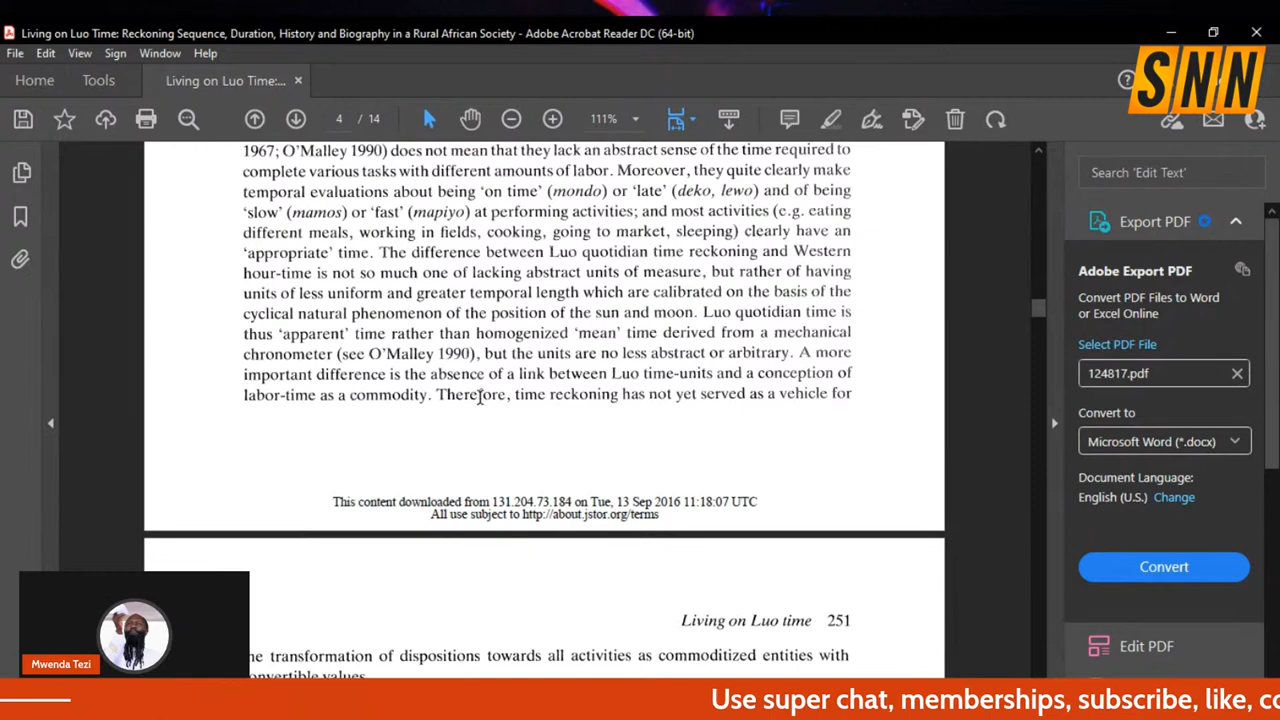 Living on Luo Time: Reckoning Sequence, Duration, History and Biography in a Rural African Society - Adobe Acrobat Reader DC (64-bit)
File Edit View Sign Window Help
Home Tools Living on Luo Time:...
SNN
4 / 14 111%
1967; O'Malley 1990) does not mean that they lack an abstract sense of the time required to
complete various tasks with different amounts of labor. Moreover, they quite clearly make
temporal evaluations about being 'on time' (mondo) or 'late' (deko, lewo) and of being
'slow' (mamos) or 'fast' (mapiyo) at performing activities; and most activities (e.g. eating
different meals, working in fields, cooking, going to market, sleeping) clearly have an
'appropriate' time. The difference between Luo quotidian time reckoning and Western
hour-time is not so much one of lacking abstract units of measure, but rather of having
units of less uniform and greater temporal length which are calibrated on the basis of the
cyclical natural phenomenon of the position of the sun and moon. Luo quotidian time is
thus 'apparent' time rather than homogenized 'mean' time derived from a mechanical
chronometer (see O'Malley 1990), but the units are no less abstract or arbitrary. A more
important difference is the absence of a link between Luo time-units and a conception of
labor-time as a commodity. Therefore, time reckoning has not yet served as a vehicle for
This content downloaded from 131.204.73.184 on Tue, 13 Sep 2016 11:18:07 UTC
All use subject to http://about.jstor.org/terms
Living on Luo time 251
he transformation of dispositions towards all activities as commoditized entities with
onvertible values.
Search 'Edit Text'
Export PDF
Adobe Export PDF
Convert PDF Files to Word
or Excel Online
Select PDF File
124817.pdf
Convert to
Microsoft Word (*.docx)
Document Language:
English (U.S.) Change
Convert
Edit PDF
Mwenda Tezi
Use super chat, memberships, subscribe, like, co